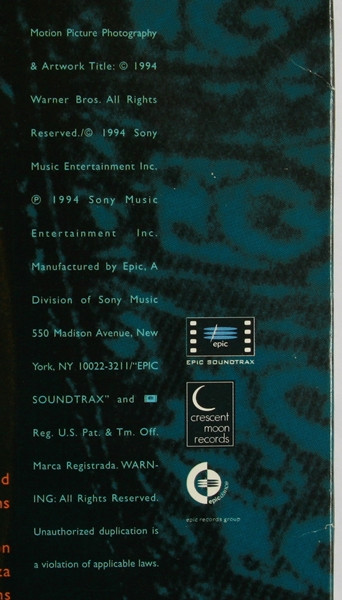 Motion Picture Photography
& Artwork Title: © 1994
Warner Bros. All Rights
Reserved./© 1994 Sony
Music Entertainment Inc.
℗ 1994 Sony Music
Entertainment Inc.
Manufactured by Epic, A
Division of Sony Music
550 Madison Avenue, New
York, NY 10022-3211/"EPIC
SOUNDTRAX" and
Reg. U.S. Pat. & Tm. Off.
Marca Registrada. WARN-
ING: All Rights Reserved.
Unauthorized duplication is
a violation of applicable laws.
epic
EPIC SOUNDTRAX
crescent
moon
records
epic records group
d
ns
n
ta
ns